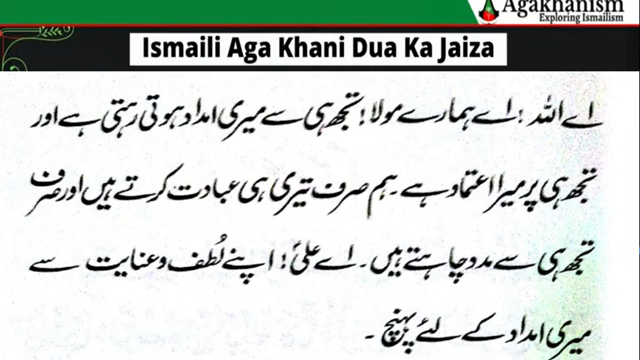 Agakhanism
Exploring Ismailism
Ismaili Aga Khani Dua Ka Jaiza
اے اللہ ! اے ہمارے مولا ! تجھ ہی سے میری امداد ہوتی رہتی ہے اور
تجھ ہی پر میرا اعتماد ہے ۔ ہم صرف تیری ہی عبادت کرتے ہیں اور صرف
تجھ ہی سے مدد چاہتے ہیں ۔ اے علیؑ ! اپنے لُطف و عنایت سے
میری امداد کے لئے پہنچ ۔